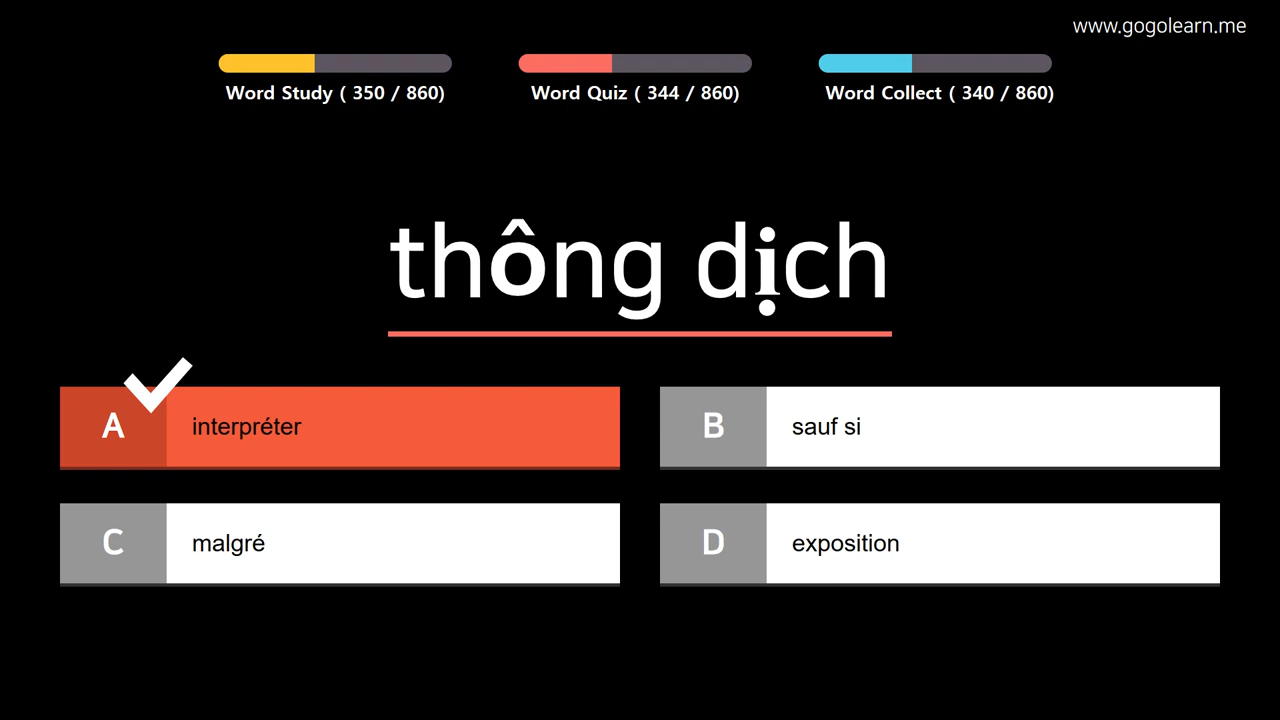 www.gogolearn.me
Word Study ( 350 / 860)
Word Quiz ( 344 / 860)
Word Collect ( 340 / 860)
thông dịch
A interpréter
B sauf si
C malgré
D exposition